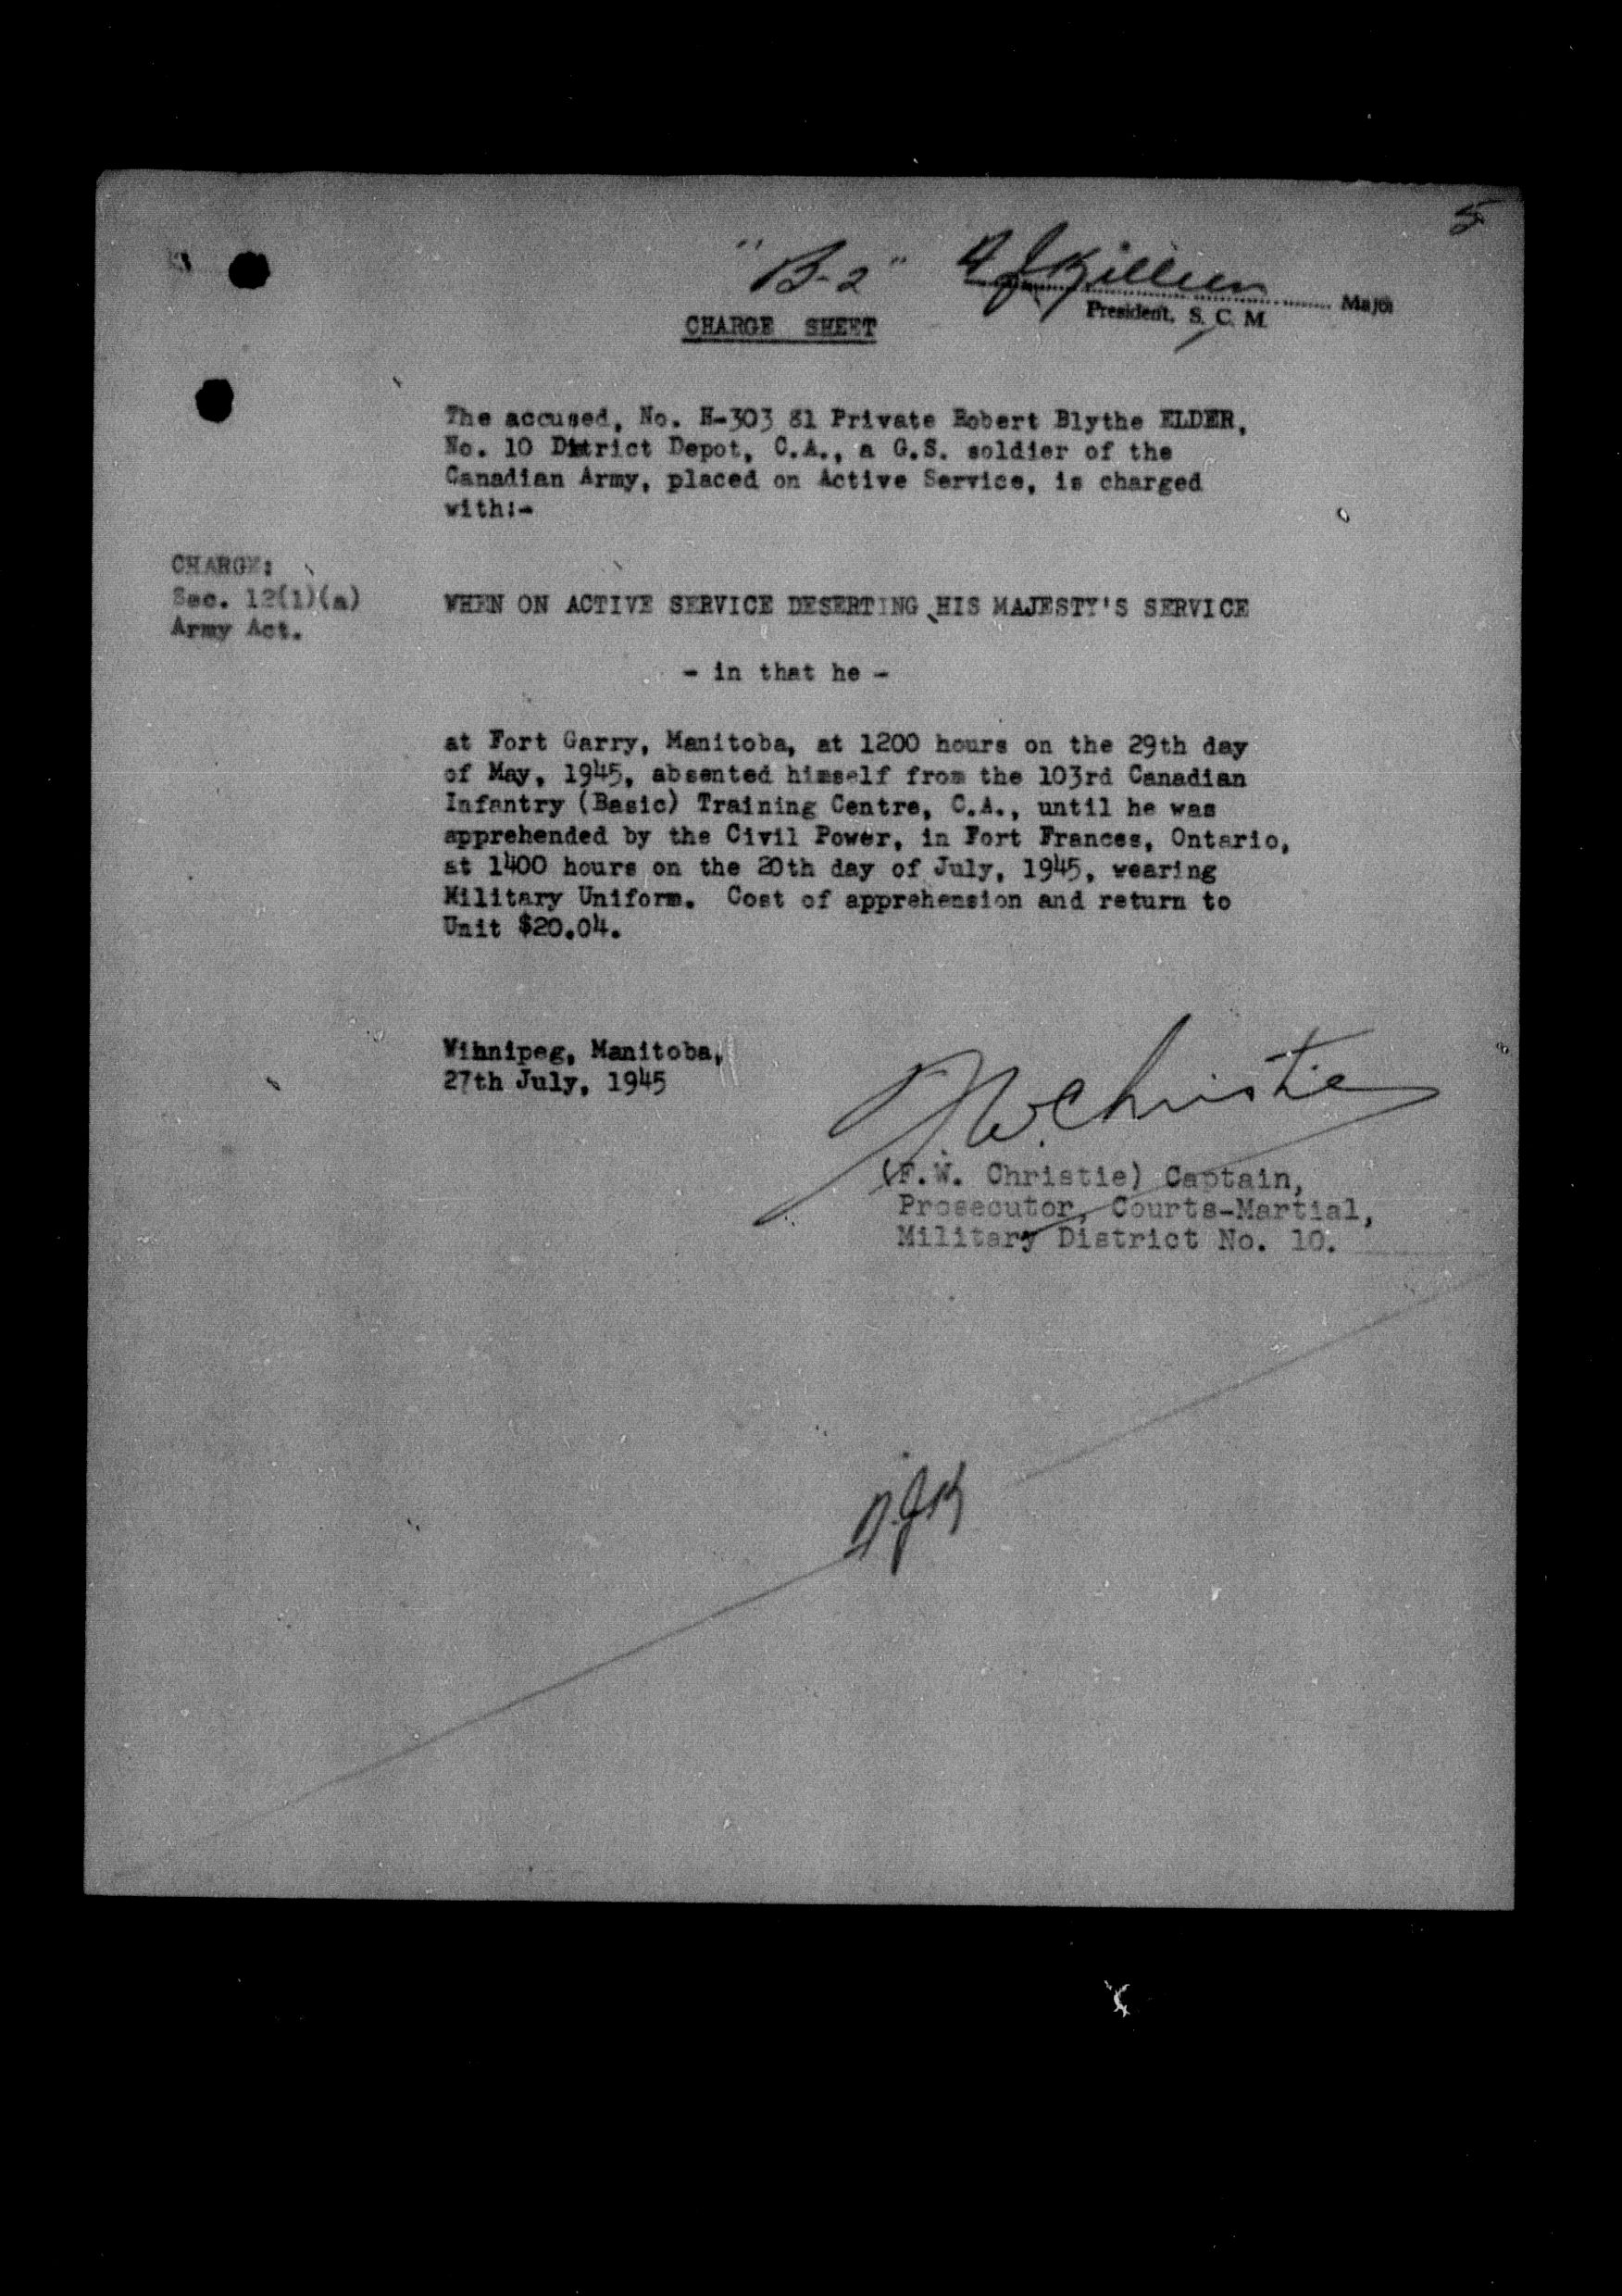 5
"B-2" A J Killeen Major
President, S. C. M.
CHARGE SHEET
The accused, No. H-303 81 Private Robert Blythe ELDER,
No. 10 District Depot, C.A., a G.S. soldier of the
Canadian Army, placed on Active Service, is charged
with:-
CHARGE:
Sec. 12(1)(a)
Army Act.
WHEN ON ACTIVE SERVICE DESERTING HIS MAJESTY'S SERVICE
- in that he -
at Fort Garry, Manitoba, at 1200 hours on the 29th day
of May, 1945, absented himself from the 103rd Canadian
Infantry (Basic) Training Centre, C.A., until he was
apprehended by the Civil Power, in Fort Frances, Ontario,
at 1400 hours on the 20th day of July, 1945, wearing
Military Uniform. Cost of apprehension and return to
Unit $20.04.
Winnipeg, Manitoba,
27th July, 1945
F.W. Christie
(F.W. Christie) Captain,
Prosecutor, Courts-Martial,
Military District No. 10.
A.J.K